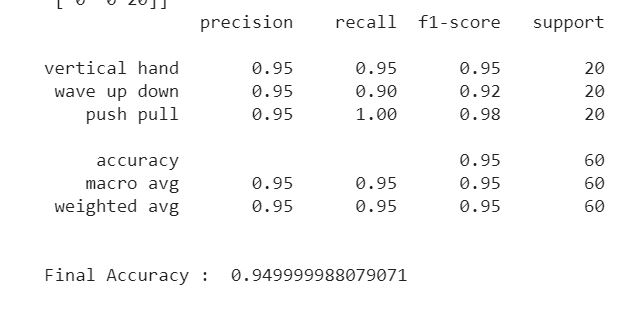 [ 0 0 20]]
precision recall f1-score support
vertical hand 0.95 0.95 0.95 20
wave up down 0.95 0.90 0.92 20
push pull 0.95 1.00 0.98 20
accuracy 0.95 60
macro avg 0.95 0.95 0.95 60
weighted avg 0.95 0.95 0.95 60
Final Accuracy : 0.949999988079071